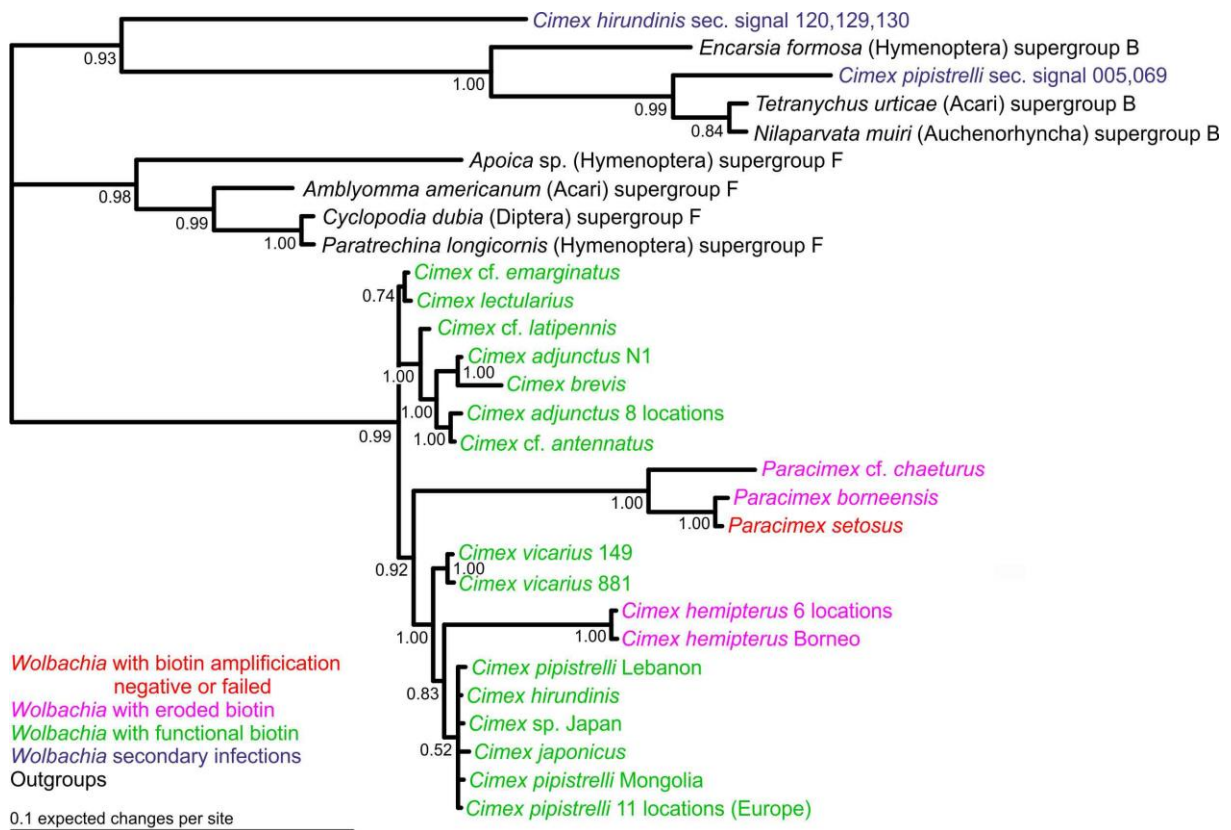 Cimex hirundinis sec. signal 120,129,130
0.93
Encarsia formosa (Hymenoptera) supergroup B
1.00
Cimex pipistrelli sec. signal 005,069
0.99
Tetranychus urticae (Acari) supergroup B
0.84
Nilaparvata muiri (Auchenorhyncha) supergroup B
Apoica sp. (Hymenoptera) supergroup F
0.98
Amblyomma americanum (Acari) supergroup F
0.99
Cyclopodia dubia (Diptera) supergroup F
1.00
Paratrechina longicornis (Hymenoptera) supergroup F
Cimex cf. emarginatus
0.74
Cimex lectularius
Cimex cf. latipennis
1.00
Cimex adjunctus N1
1.00
Cimex brevis
1.00
Cimex adjunctus 8 locations
1.00
Cimex cf. antennatus
0.99
Paracimex cf. chaeturus
1.00
Paracimex borneensis
1.00
Paracimex setosus
Cimex vicarius 149
0.92
1.00
Cimex vicarius 881
Cimex hemipterus 6 locations
1.00
1.00
Cimex hemipterus Borneo
Cimex pipistrelli Lebanon
0.83
Cimex hirundinis
Cimex sp. Japan
0.52
Cimex japonicus
Cimex pipistrelli Mongolia
Cimex pipistrelli 11 locations (Europe)
Wolbachia with biotin amplificication
negative or failed
Wolbachia with eroded biotin
Wolbachia with functional biotin
Wolbachia secondary infections
Outgroups
0.1 expected changes per site